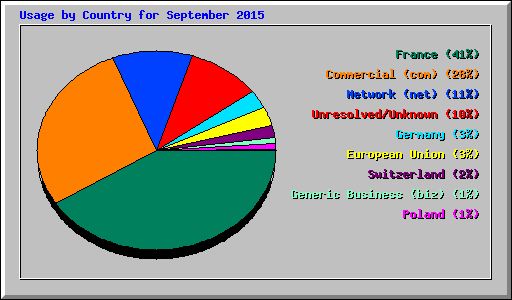 Usage by Country for September 2015
France (41%)
Commercial (com) (28%)
Network (net) (11%)
Unresolved/Unknown (10%)
Germany (3%)
European Union (3%)
Switzerland (2%)
Generic Business (biz) (1%)
Poland (1%)